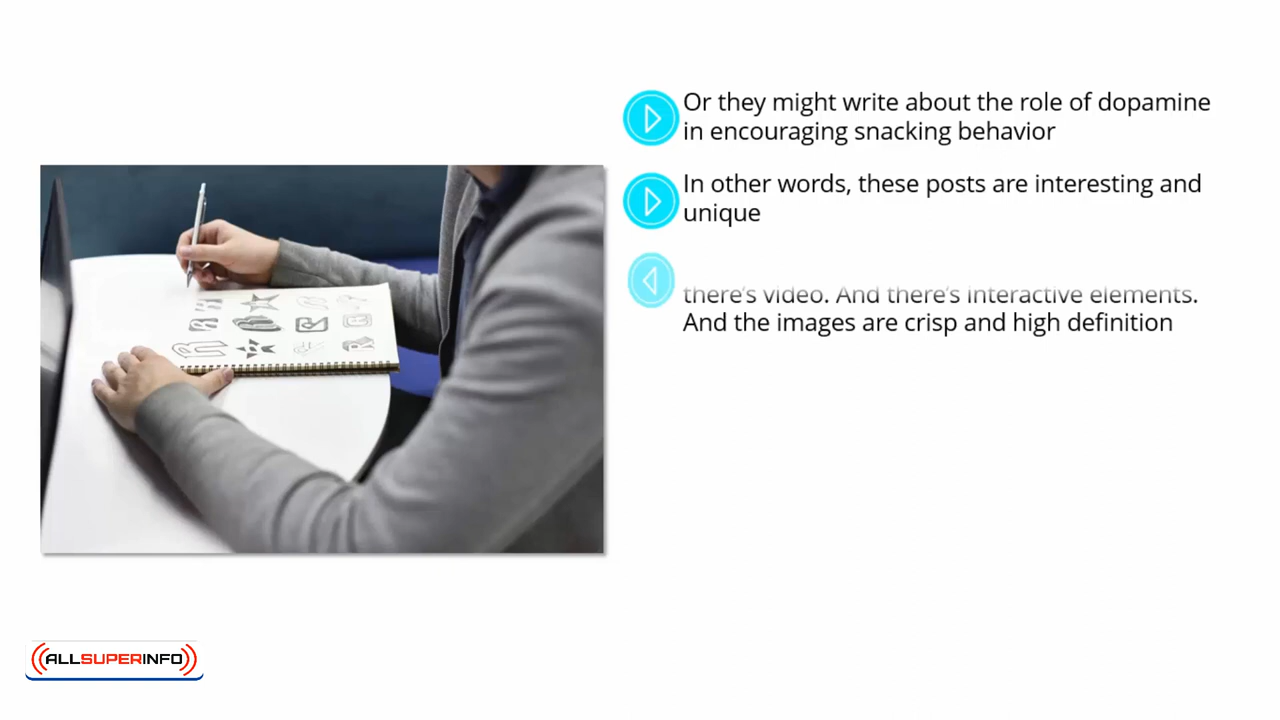 Or they might write about the role of dopamine
in encouraging snacking behavior
In other words, these posts are interesting and
unique
there's video. And there's interactive elements.
And the images are crisp and high definition
ALLSUPERINFO